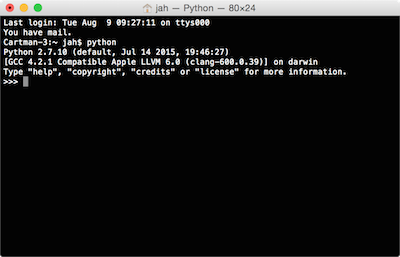 jah — Python — 80×24
Last login: Tue Aug  9 09:27:11 on ttys000
You have mail.
Cartman-3:~ jah$ python
Python 2.7.10 (default, Jul 14 2015, 19:46:27)
[GCC 4.2.1 Compatible Apple LLVM 6.0 (clang-600.0.39)] on darwin
Type "help", "copyright", "credits" or "license" for more information.
>>>